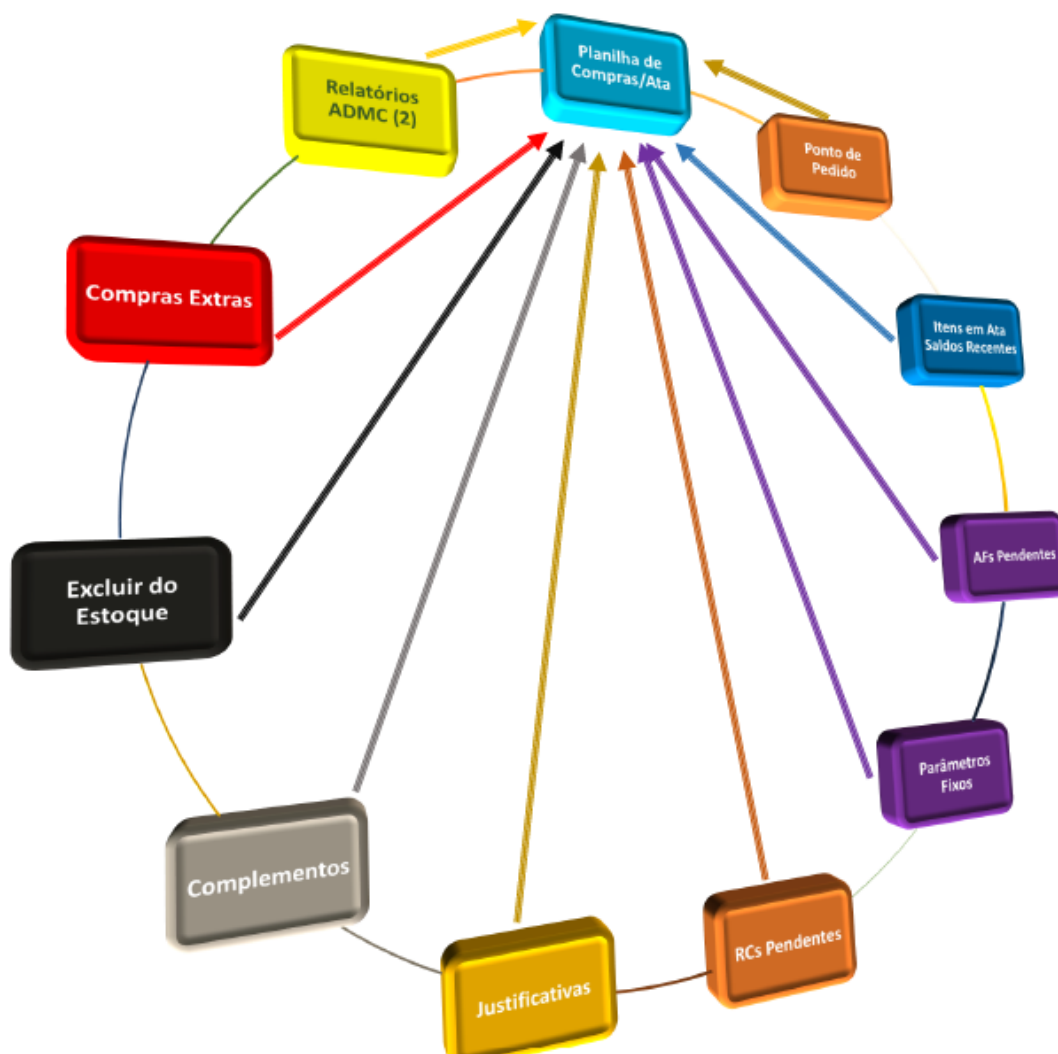 Planilha de
Compras/Ata
Relatórios
ADMC (2)
Ponto de
Pedido
Compras Extras
Itens em Ata
Saldos Recentes
AFs Pendentes
Excluir do
Estoque
Parâmetros
Fixos
Complementos
RCs Pendentes
Justificativas